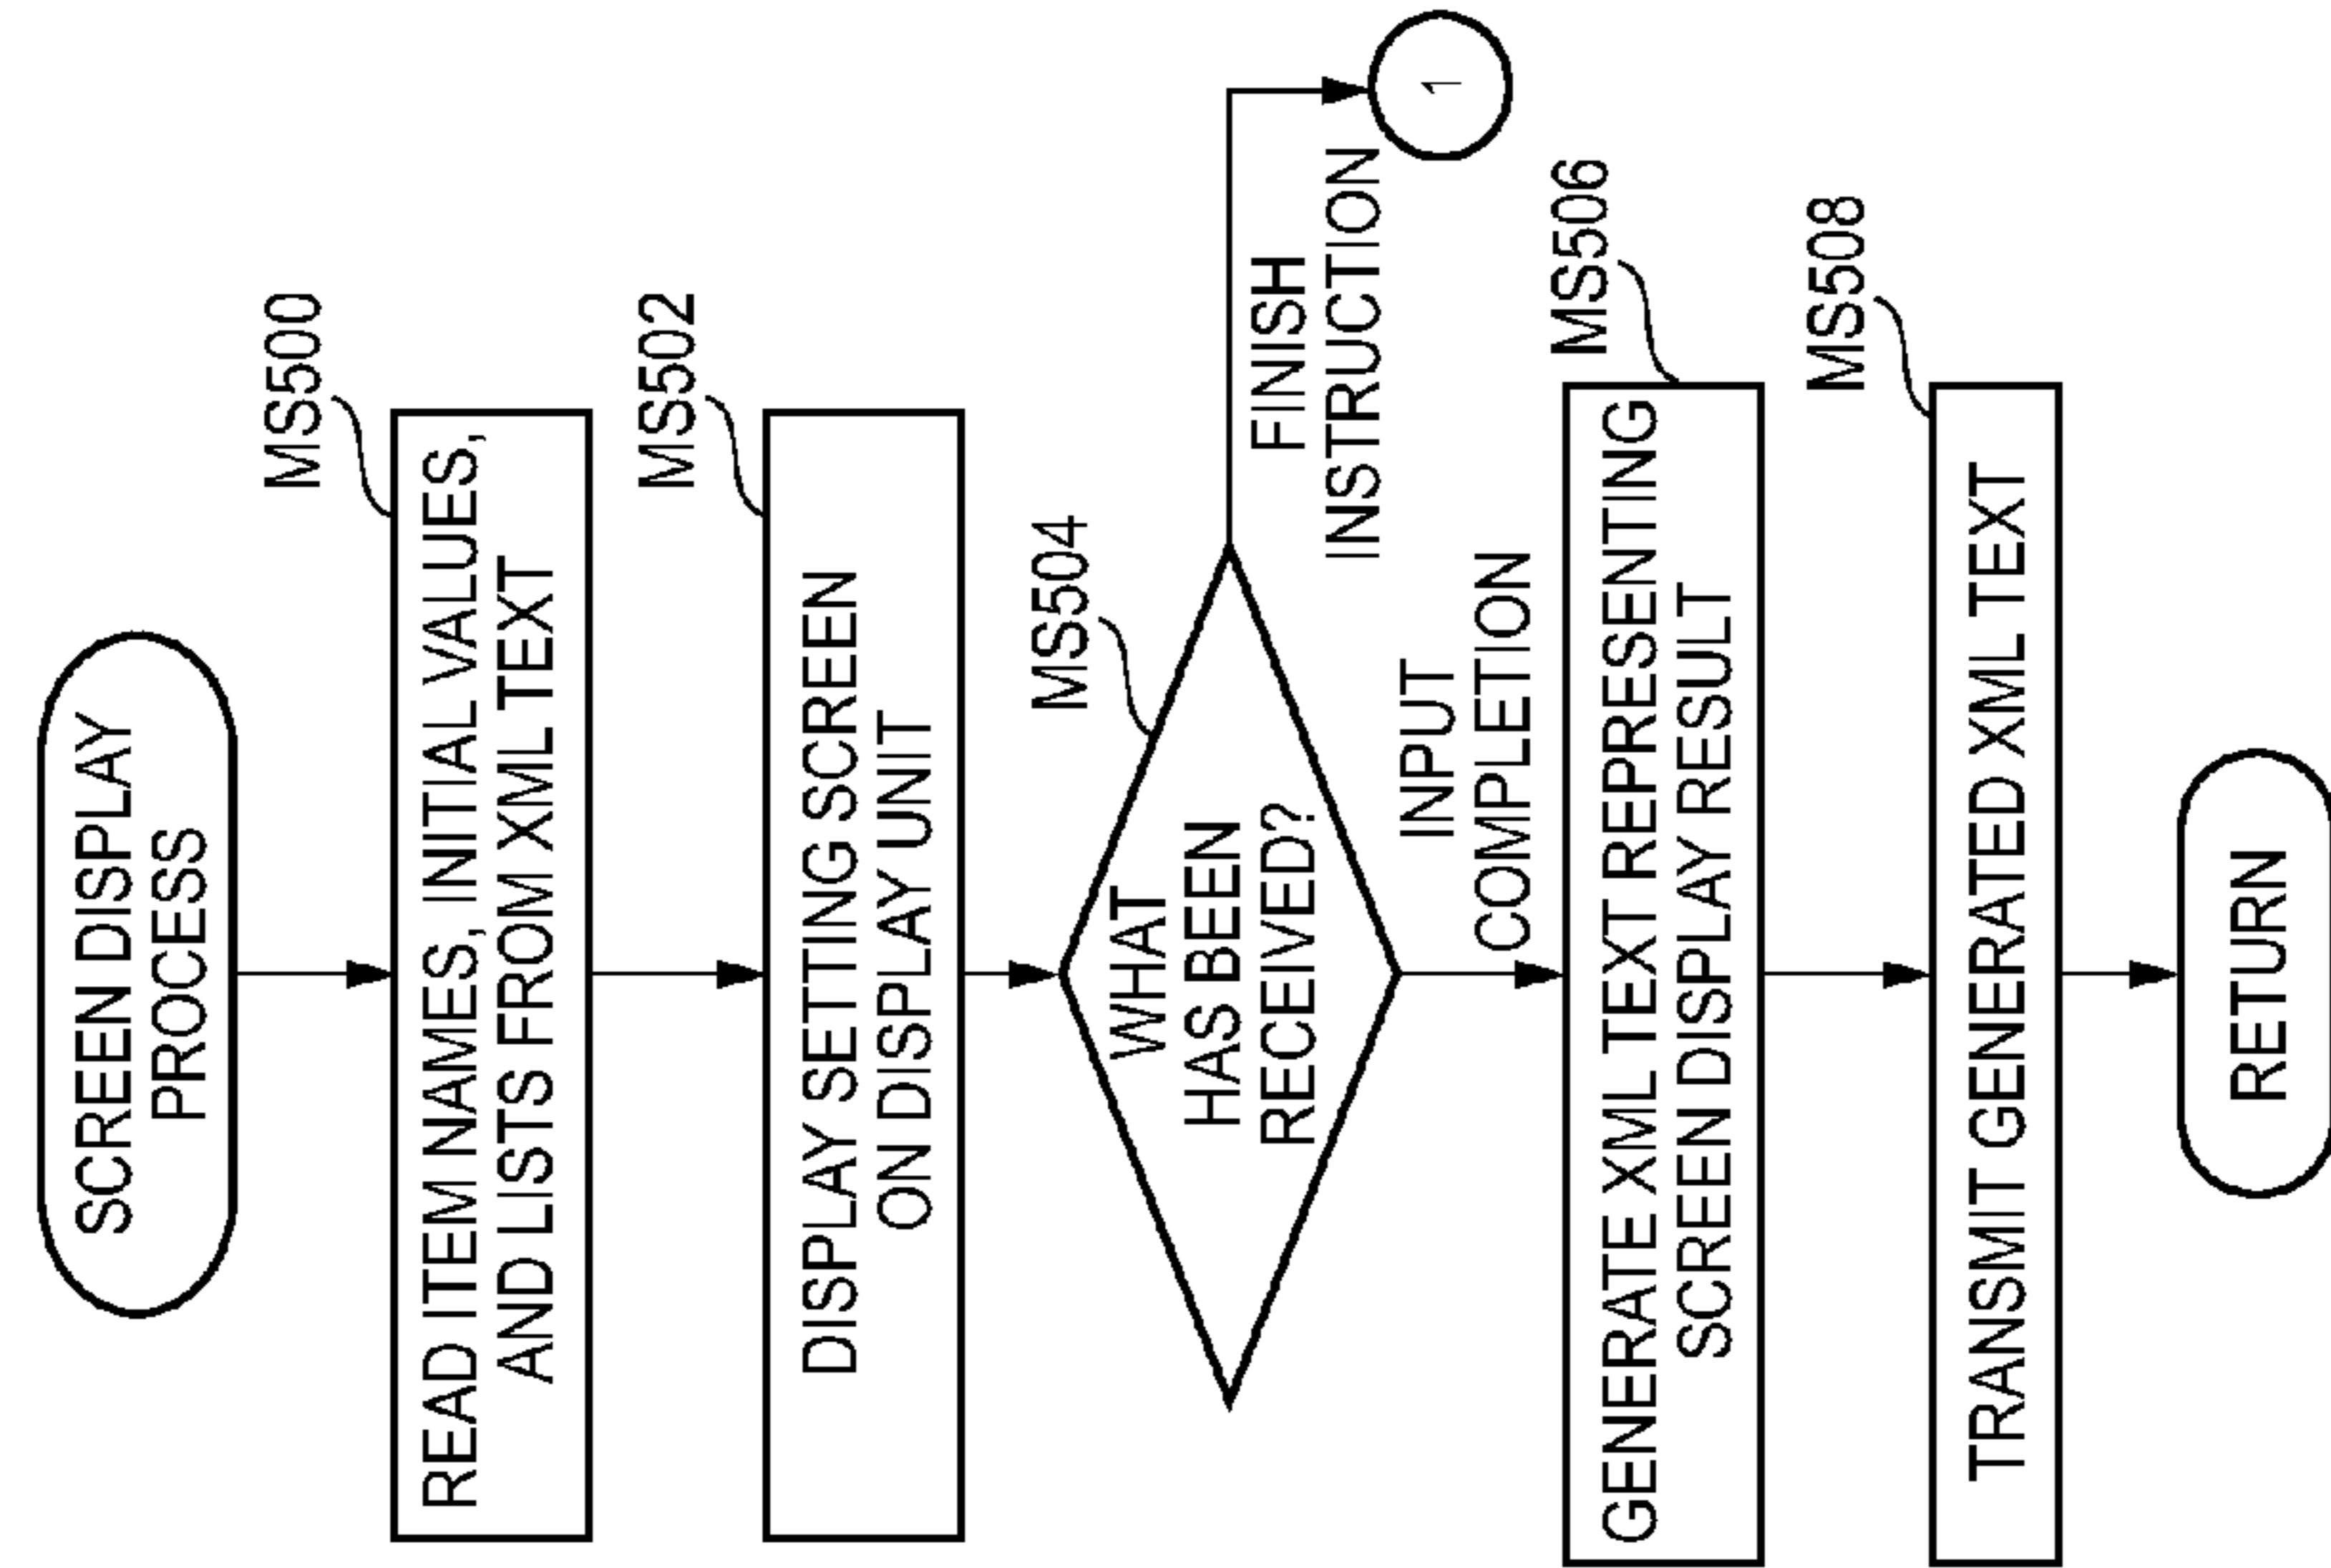 SCREEN DISPLAY
PROCESS
MS500
READ ITEM NAMES, INITIAL VALUES,
AND LISTS FROM XML TEXT
MS502
DISPLAY SETTING SCREEN
ON DISPLAY UNIT
MS504
WHAT
HAS BEEN
RECEIVED?
FINISH
INSTRUCTION
1
INPUT
COMPLETION
MS506
GENERATE XML TEXT REPRESENTING
SCREEN DISPLAY RESULT
MS508
TRANSMIT GENERATED XML TEXT
RETURN